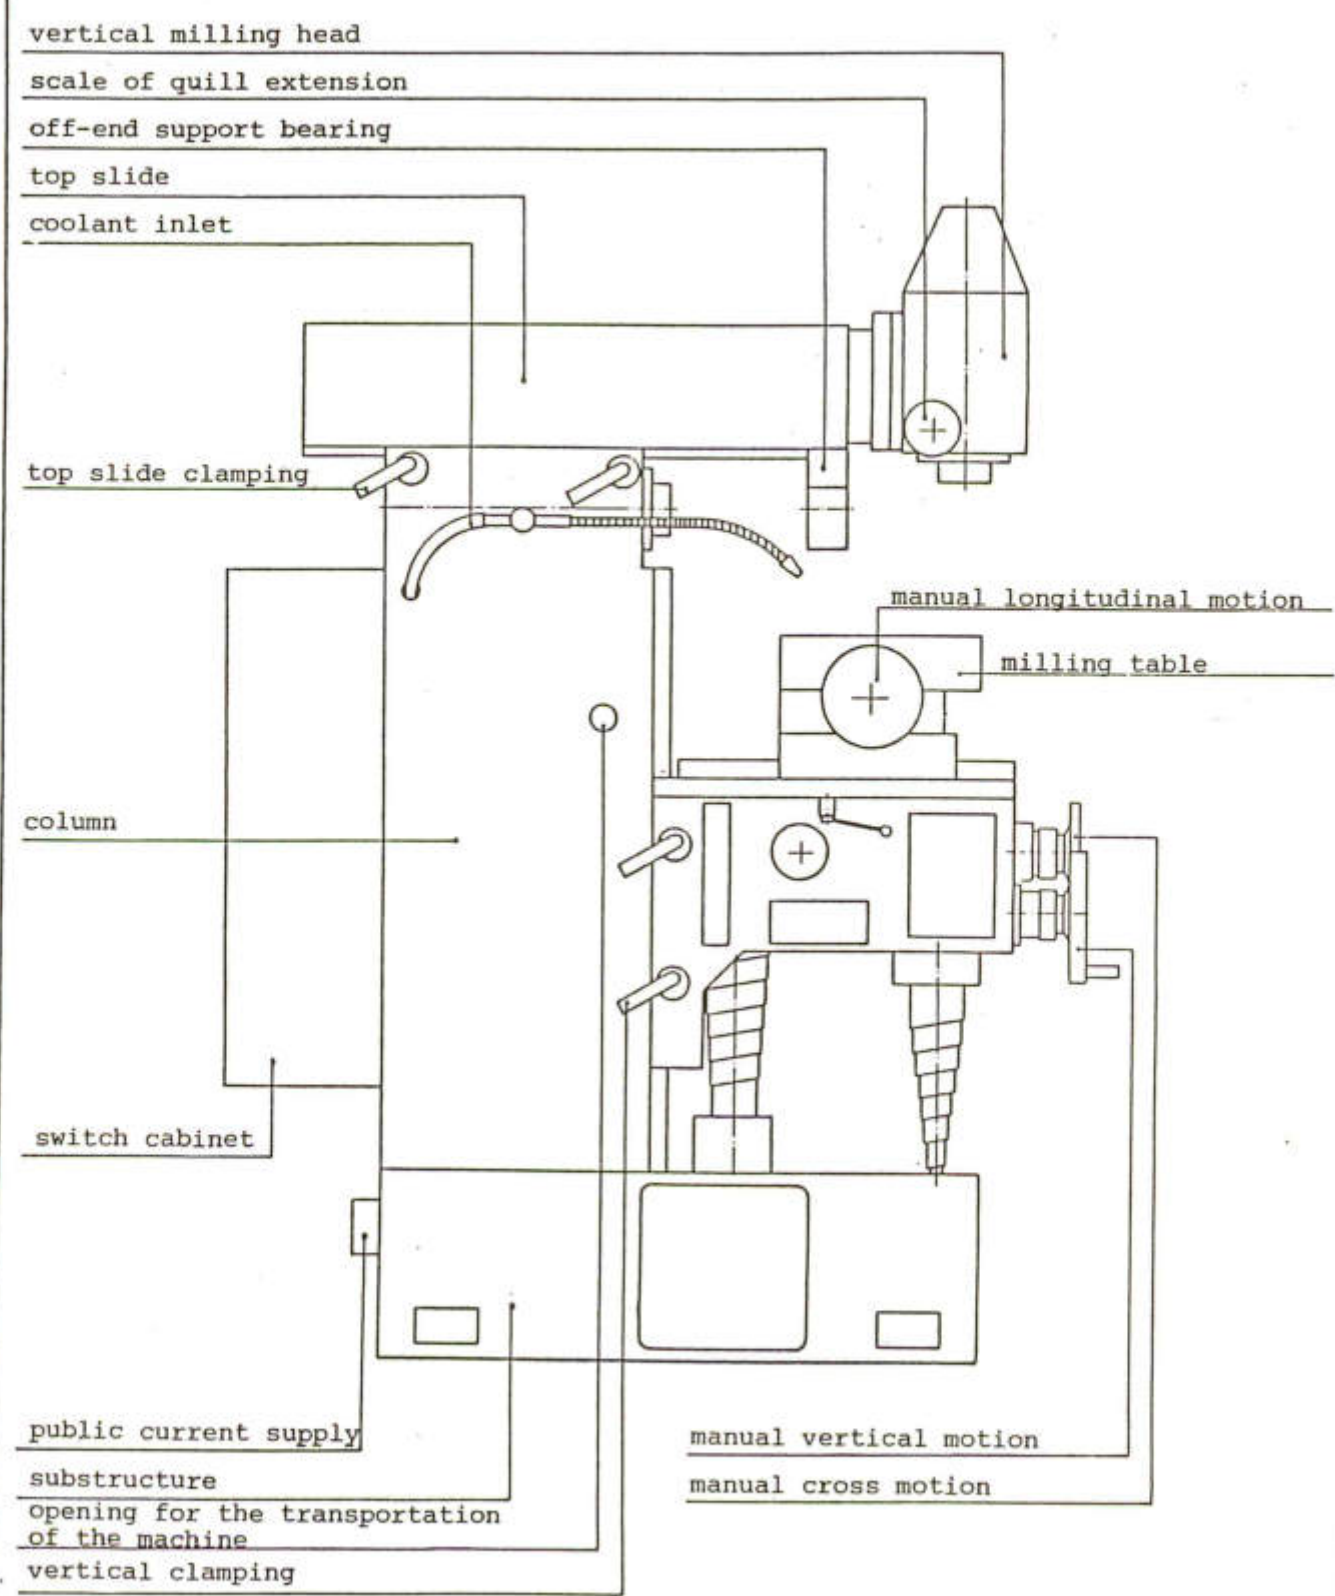 vertical milling head
scale of quill extension
off-end support bearing
top slide
coolant inlet
top slide clamping
manual longitudinal motion
milling table
column
switch cabinet
public current supply
substructure
opening for the transportation
of the machine
vertical clamping
manual vertical motion
manual cross motion